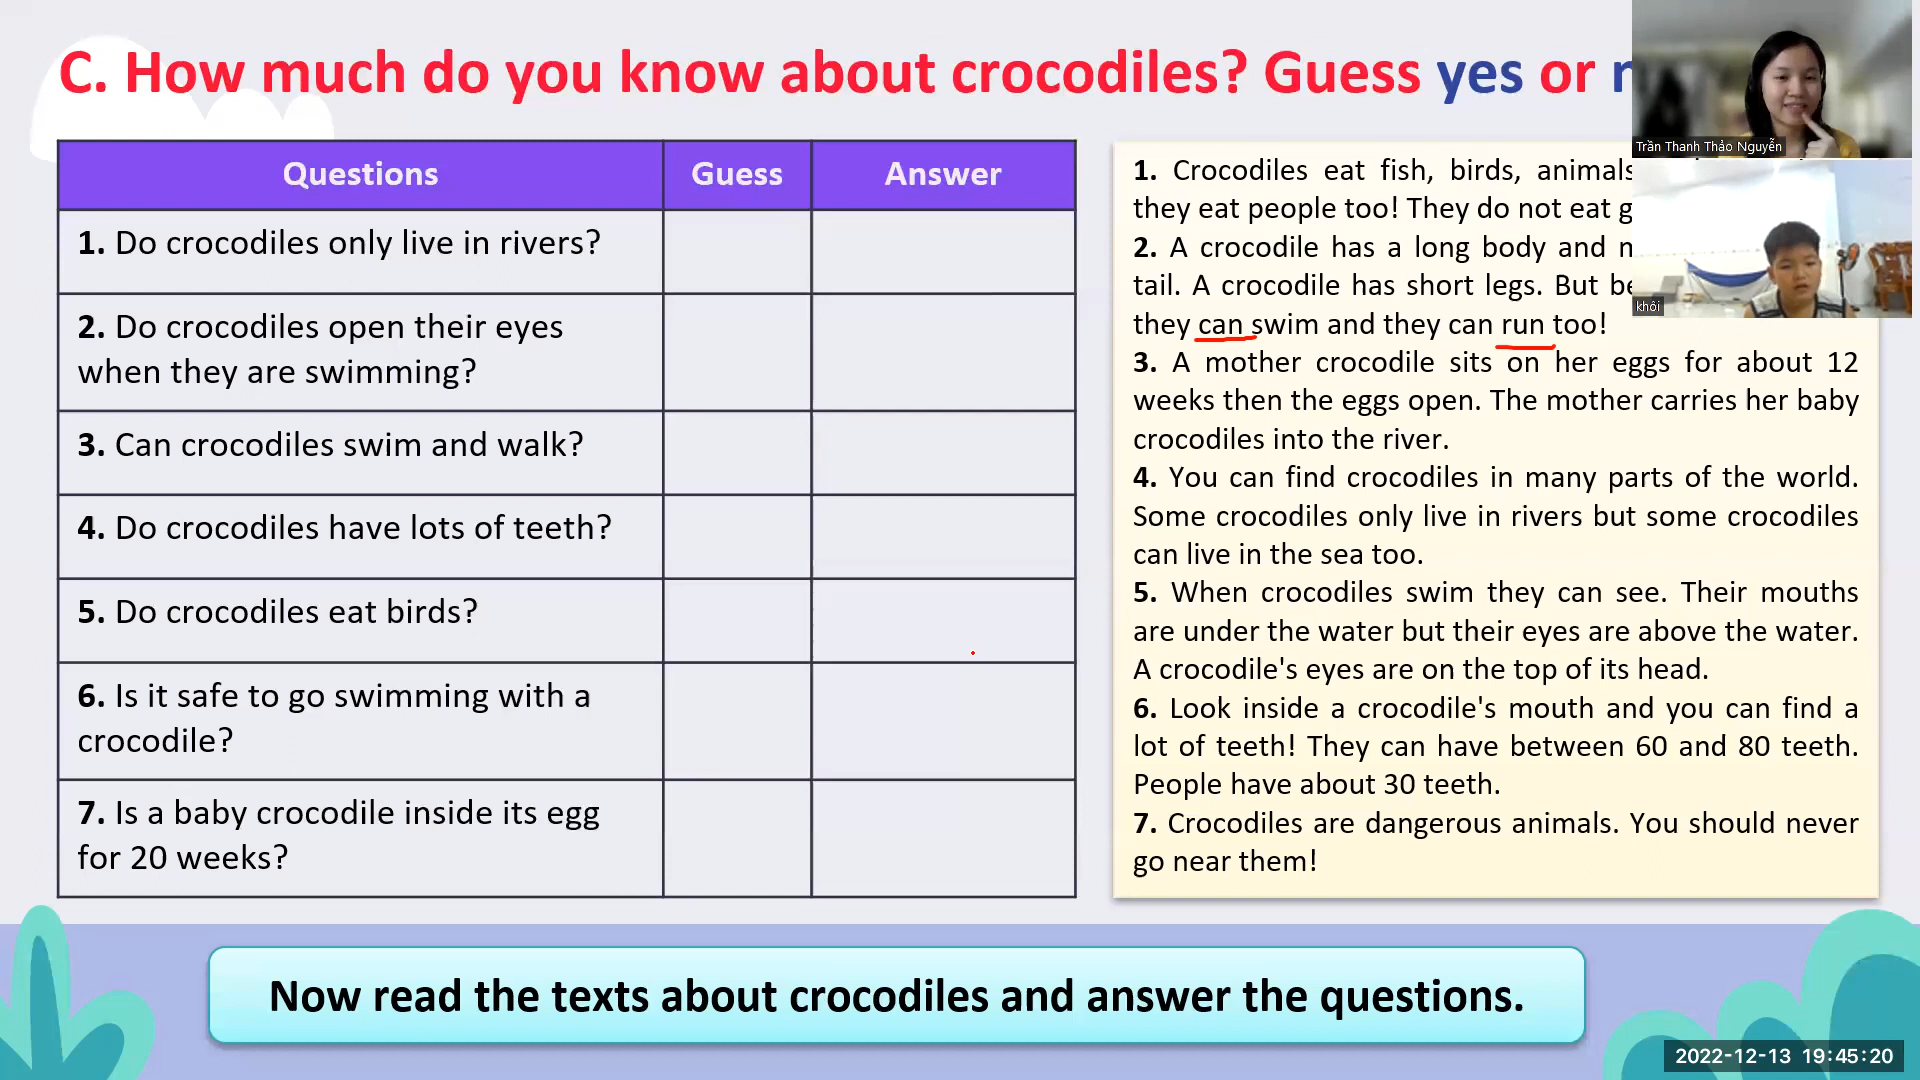 C. How much do you know about crocodiles? Guess yes or
Questions Guess Answer
1. Do crocodiles only live in rivers?
2. Do crocodiles open their eyes
when they are swimming?
3. Can crocodiles swim and walk?
4. Do crocodiles have lots of teeth?
5. Do crocodiles eat birds?
6. Is it safe to go swimming with a
crocodile?
7. Is a baby crocodile inside its egg
for 20 weeks?
1. Crocodiles eat fish, birds, animals
they eat people too! They do not eat
2. A crocodile has a long body and
tail. A crocodile has short legs. But
they can swim and they can run too!
3. A mother crocodile sits on her eggs for about 12
weeks then the eggs open. The mother carries her baby
crocodiles into the river.
4. You can find crocodiles in many parts of the world.
Some crocodiles only live in rivers but some crocodiles
can live in the sea too.
5. When crocodiles swim they can see. Their mouths
are under the water but their eyes are above the water.
A crocodile's eyes are on the top of its head.
6. Look inside a crocodile's mouth and you can find a
lot of teeth! They can have between 60 and 80 teeth.
People have about 30 teeth.
7. Crocodiles are dangerous animals. You should never
go near them!
Trần Thanh Thảo Nguyễn
khôi
Now read the texts about crocodiles and answer the questions.
2022-12-13 19:45:20